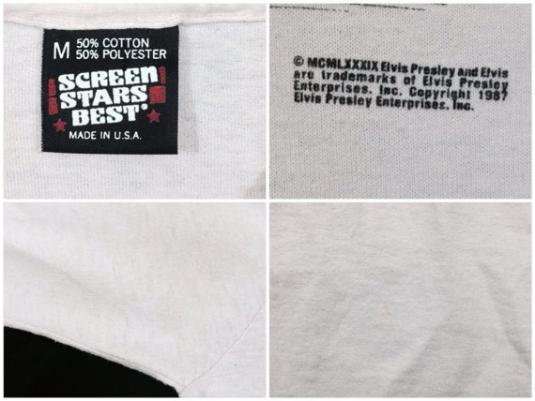 M 50% COTTON
50% POLYESTER
SCREEN
STARS
BEST
MADE IN U.S.A.
© MCMLXXXIX Elvis Presley and Elvis
are trademarks of Elvis Presley
Enterprises. Inc. Copyright 1987
Elvis Presley Enterprises. Inc.